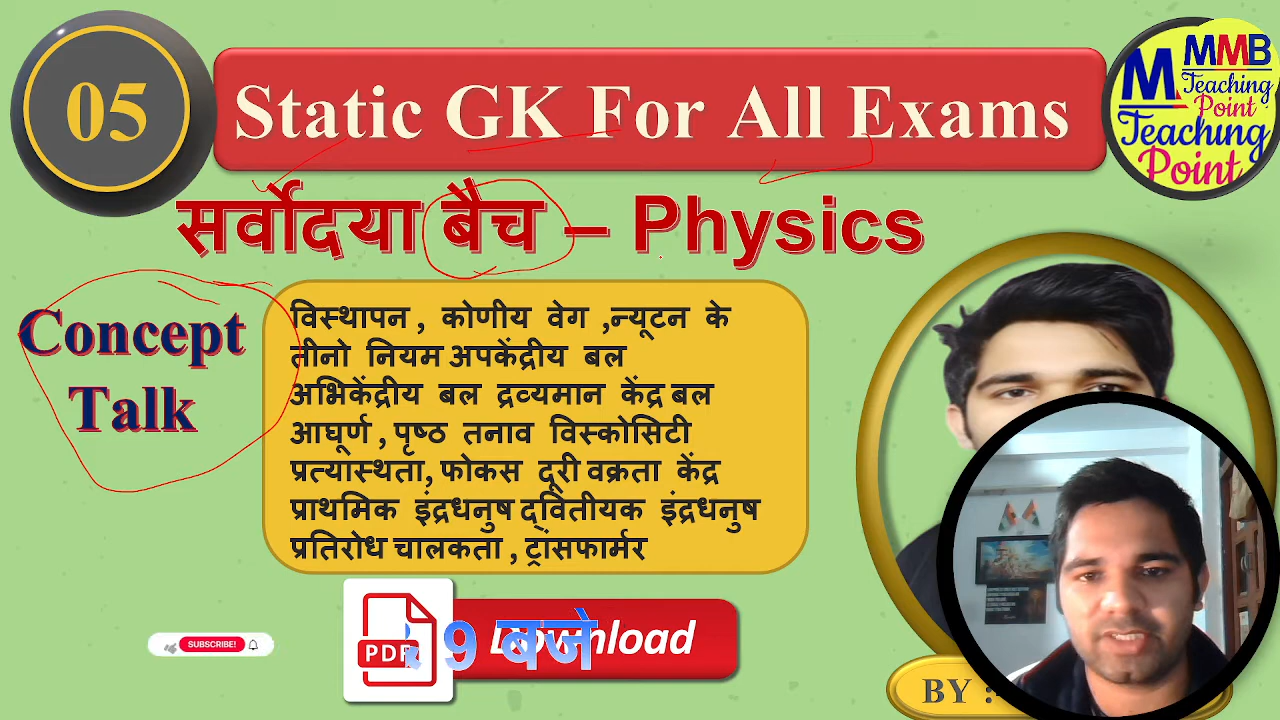 05
Static GK For All Exams
MMB
Teaching
Point
M
Teaching
Point
सर्वोदया बैच – Physics
Concept
Talk
विस्थापन , कोणीय वेग ,न्यूटन के
तीनो नियम अपकेंद्रीय बल
अभिकेंद्रीय बल द्रव्यमान केंद्र बल
आघूर्ण , पृष्ठ तनाव विस्कोसिटी
प्रत्यास्थता, फोकस दूरी वक्रता केंद्र
प्राथमिक इंद्रधनुष द्वितीयक इंद्रधनुष
प्रतिरोध चालकता , ट्रांसफार्मर
SUBSCRIBE!
PDF
Download
9 बजे
BY :-